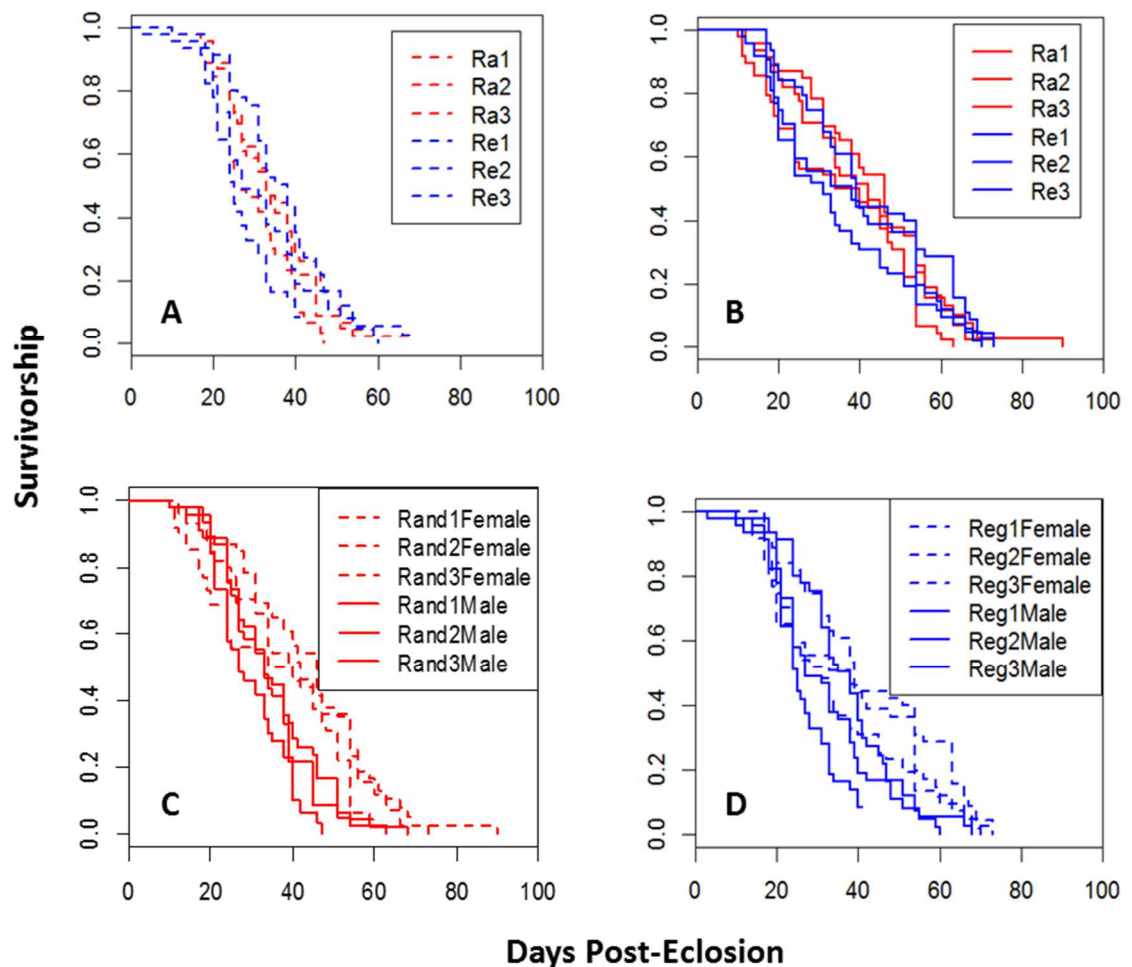 Survivorship
1.0
0.8
0.6
0.4
0.2
0.0
Ra1
Ra2
Ra3
Re1
Re2
Re3
A
0 20 40 60 80 100
1.0
0.8
0.6
0.4
0.2
0.0
Ra1
Ra2
Ra3
Re1
Re2
Re3
B
0 20 40 60 80 100
1.0
0.8
0.6
0.4
0.2
0.0
Rand1Female
Rand2Female
Rand3Female
Rand1Male
Rand2Male
Rand3Male
C
0 20 40 60 80 100
1.0
0.8
0.6
0.4
0.2
0.0
Reg1Female
Reg2Female
Reg3Female
Reg1Male
Reg2Male
Reg3Male
D
0 20 40 60 80 100
Days Post-Eclosion